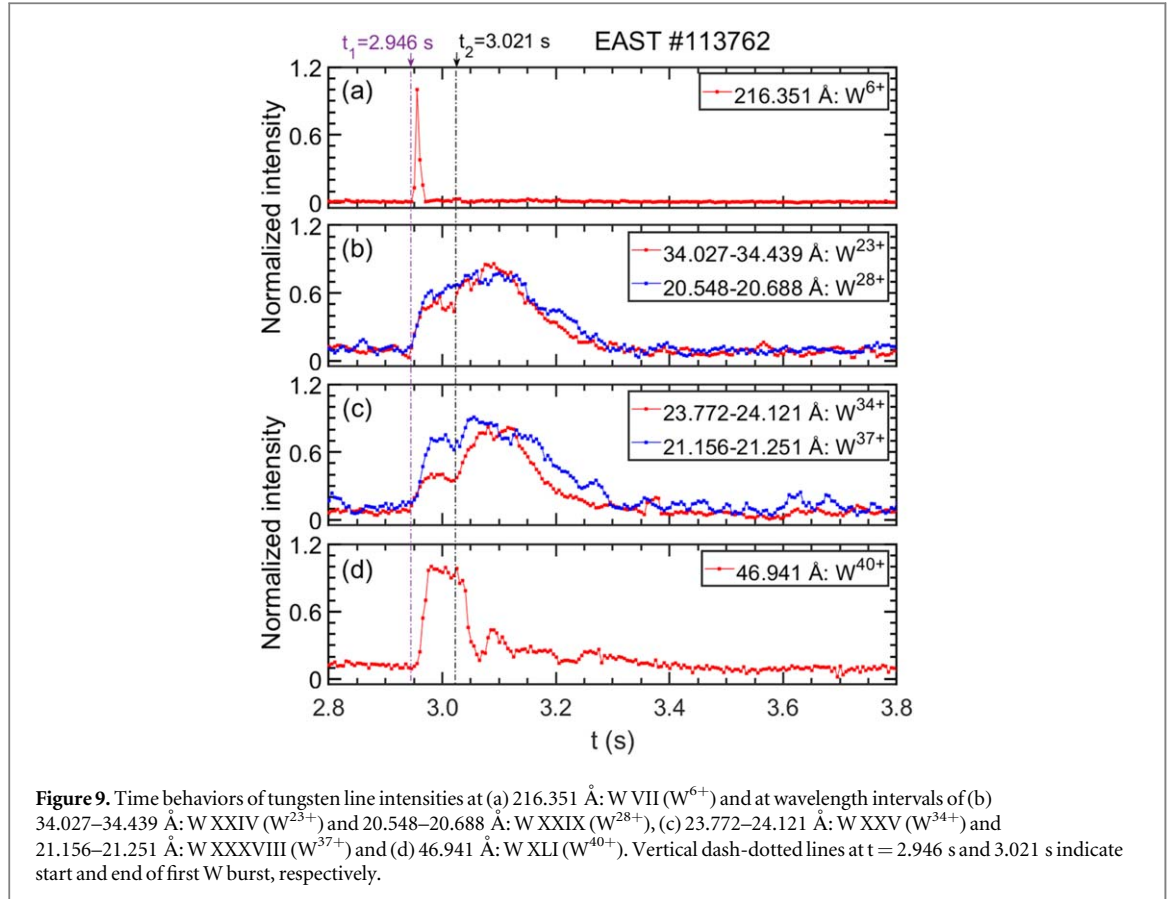 t₁=2.946 s
t₂=3.021 s
EAST #113762
1.2
(a)
216.351 Å: W⁶⁺
0.6
0
Normalized intensity
1.2
(b)
34.027-34.439 Å: W²³⁺
20.548-20.688 Å: W²⁸⁺
0.6
0
1.2
(c)
23.772-24.121 Å: W³⁴⁺
21.156-21.251 Å: W³⁷⁺
0.6
0
Normalized intensity
1.2
(d)
46.941 Å: W⁴⁰⁺
0.6
0
2.8 3.0 3.2 3.4 3.6 3.8
t (s)
Figure 9. Time behaviors of tungsten line intensities at (a) 216.351 Å: W VII (W⁶⁺) and at wavelength intervals of (b)
34.027–34.439 Å: W XXIV (W²³⁺) and 20.548–20.688 Å: W XXIX (W²⁸⁺), (c) 23.772–24.121 Å: W XXV (W³⁴⁺) and
21.156–21.251 Å: W XXXVIII (W³⁷⁺) and (d) 46.941 Å: W XLI (W⁴⁰⁺). Vertical dash-dotted lines at t = 2.946 s and 3.021 s indicate
start and end of first W burst, respectively.